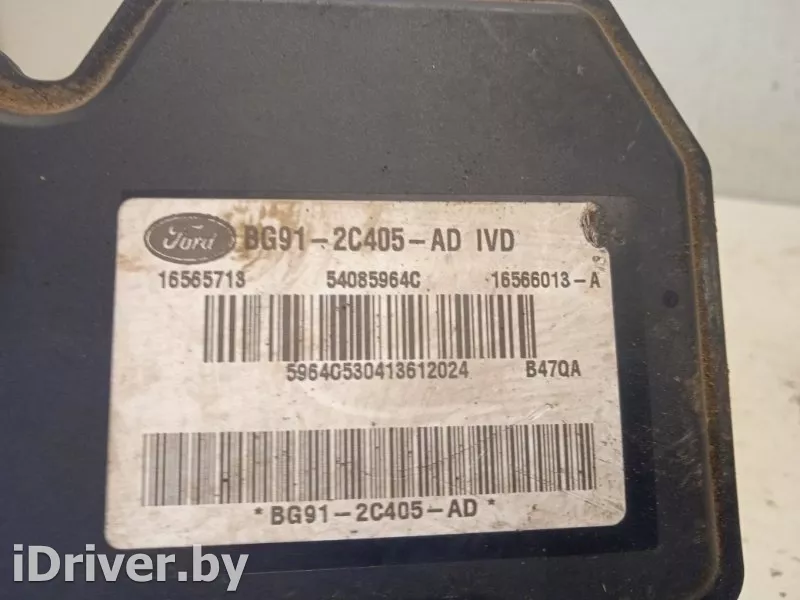 Ford BG91-2C405-AD IVD
16565713 54085964C 16566013-A
5964C530413612024 B47QA
*BG91-2C405-AD*
iDriver.by